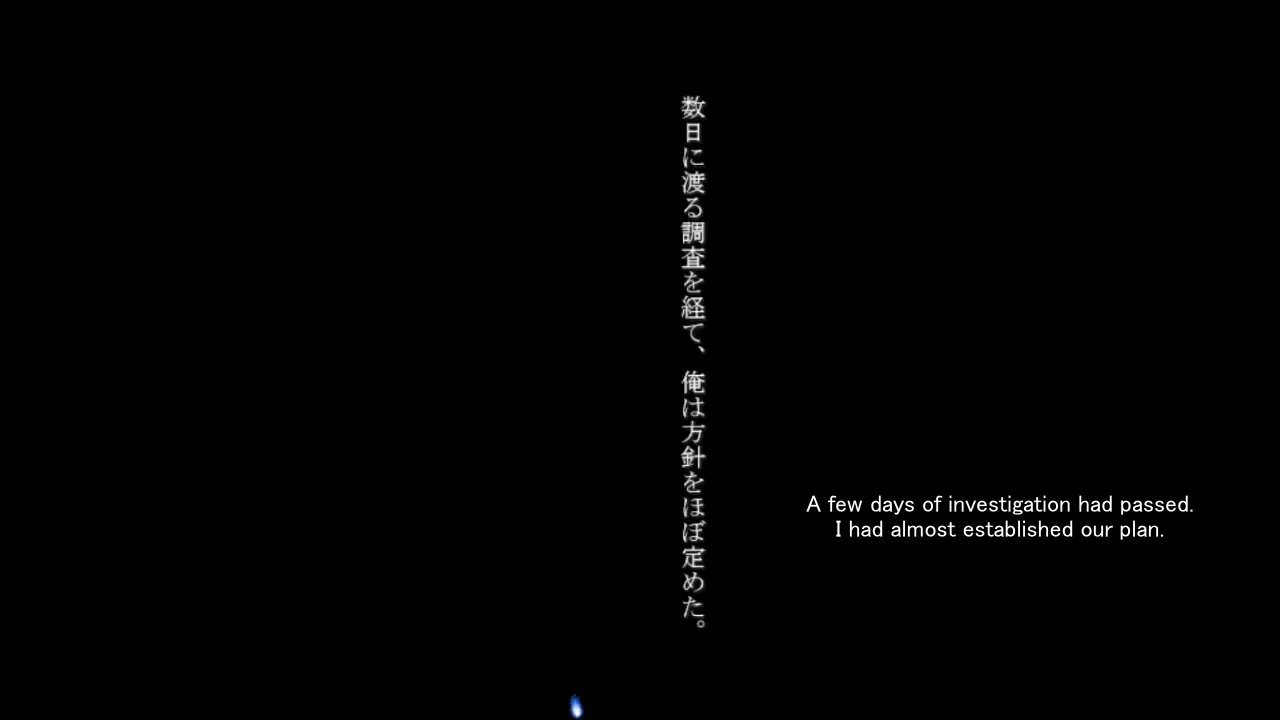 数日に渡る調査を経て、俺は方針をほぼ定めた。
A few days of investigation had passed.
I had almost established our plan.